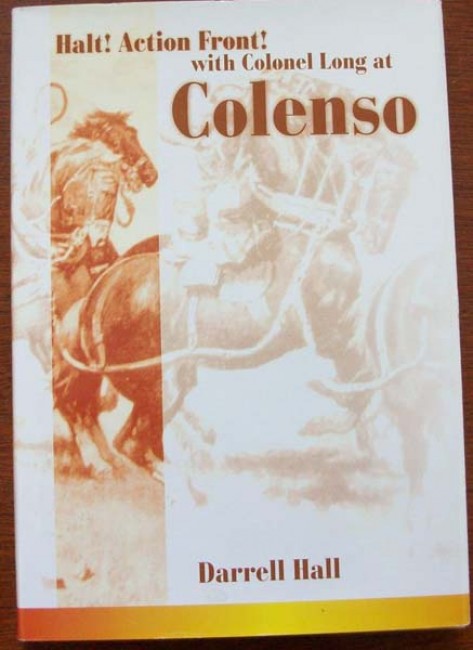 Halt! Action Front!
with Colonel Long at
Colenso
Darrell Hall